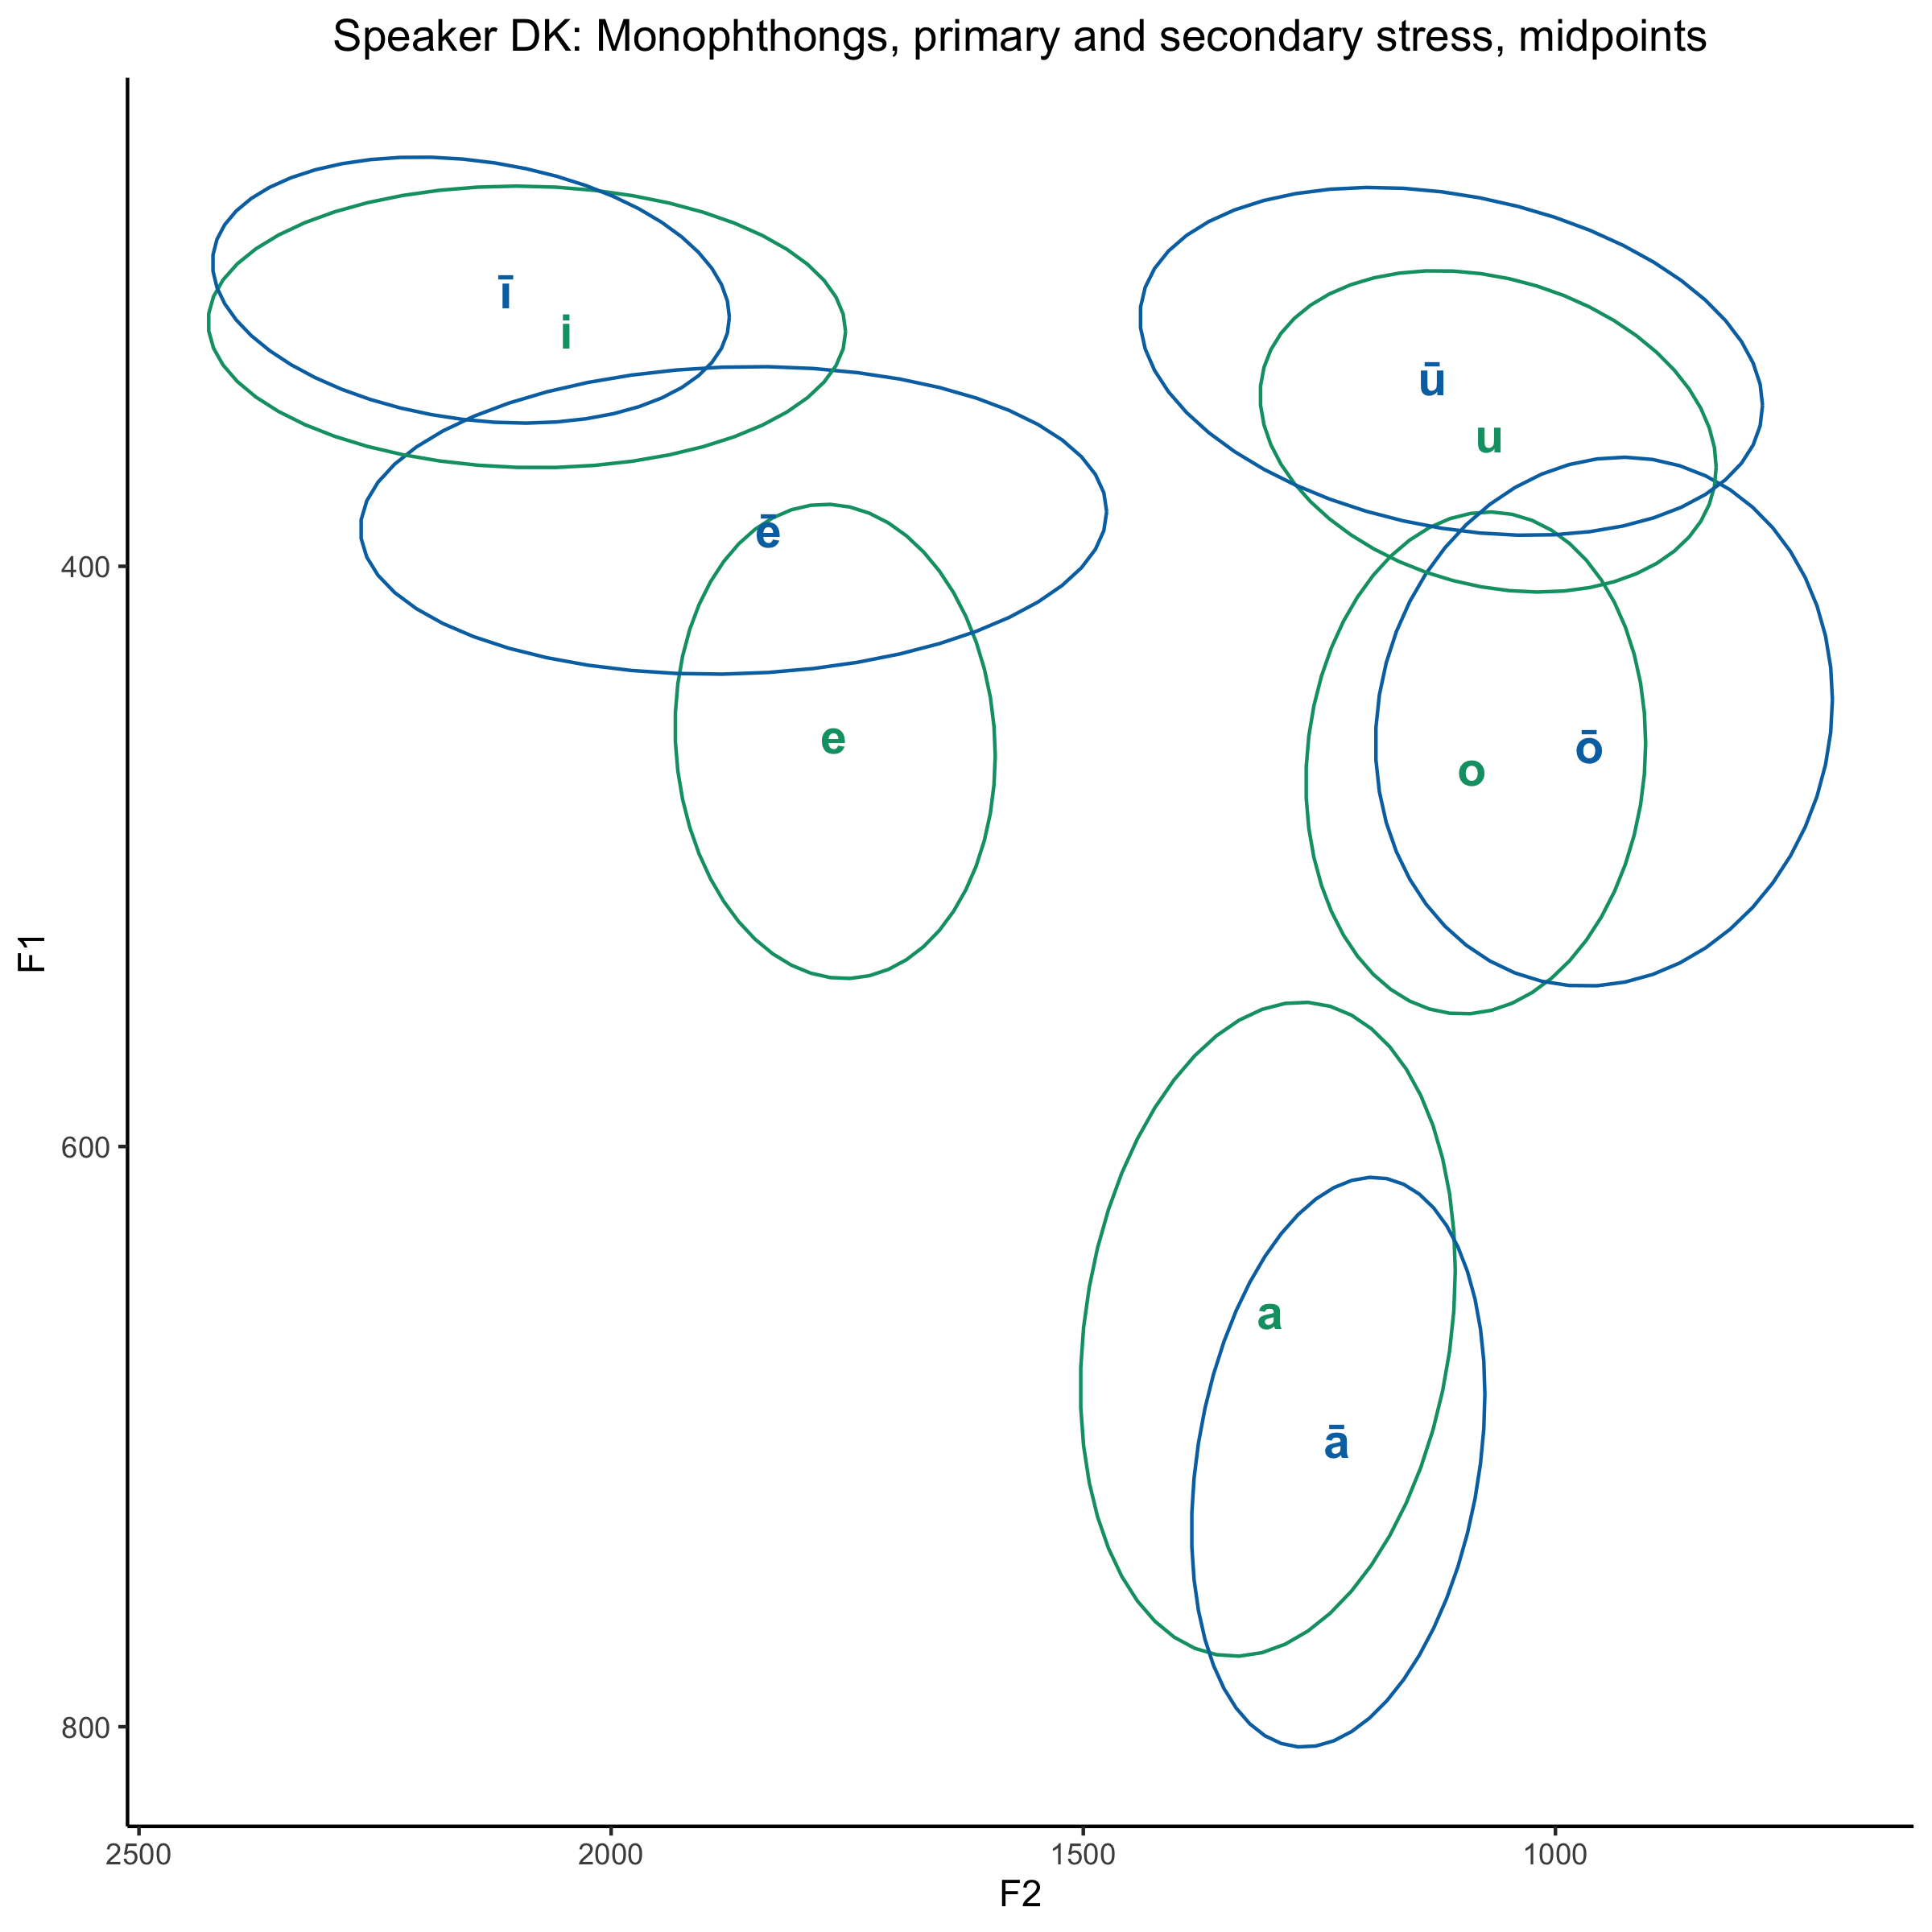 Speaker DK: Monophthongs, primary and secondary stress, midpoints
ī
i
ū
u
ē
400
e
ō
o
F1
600
a
ā
800
2500 2000 1500 1000
F2